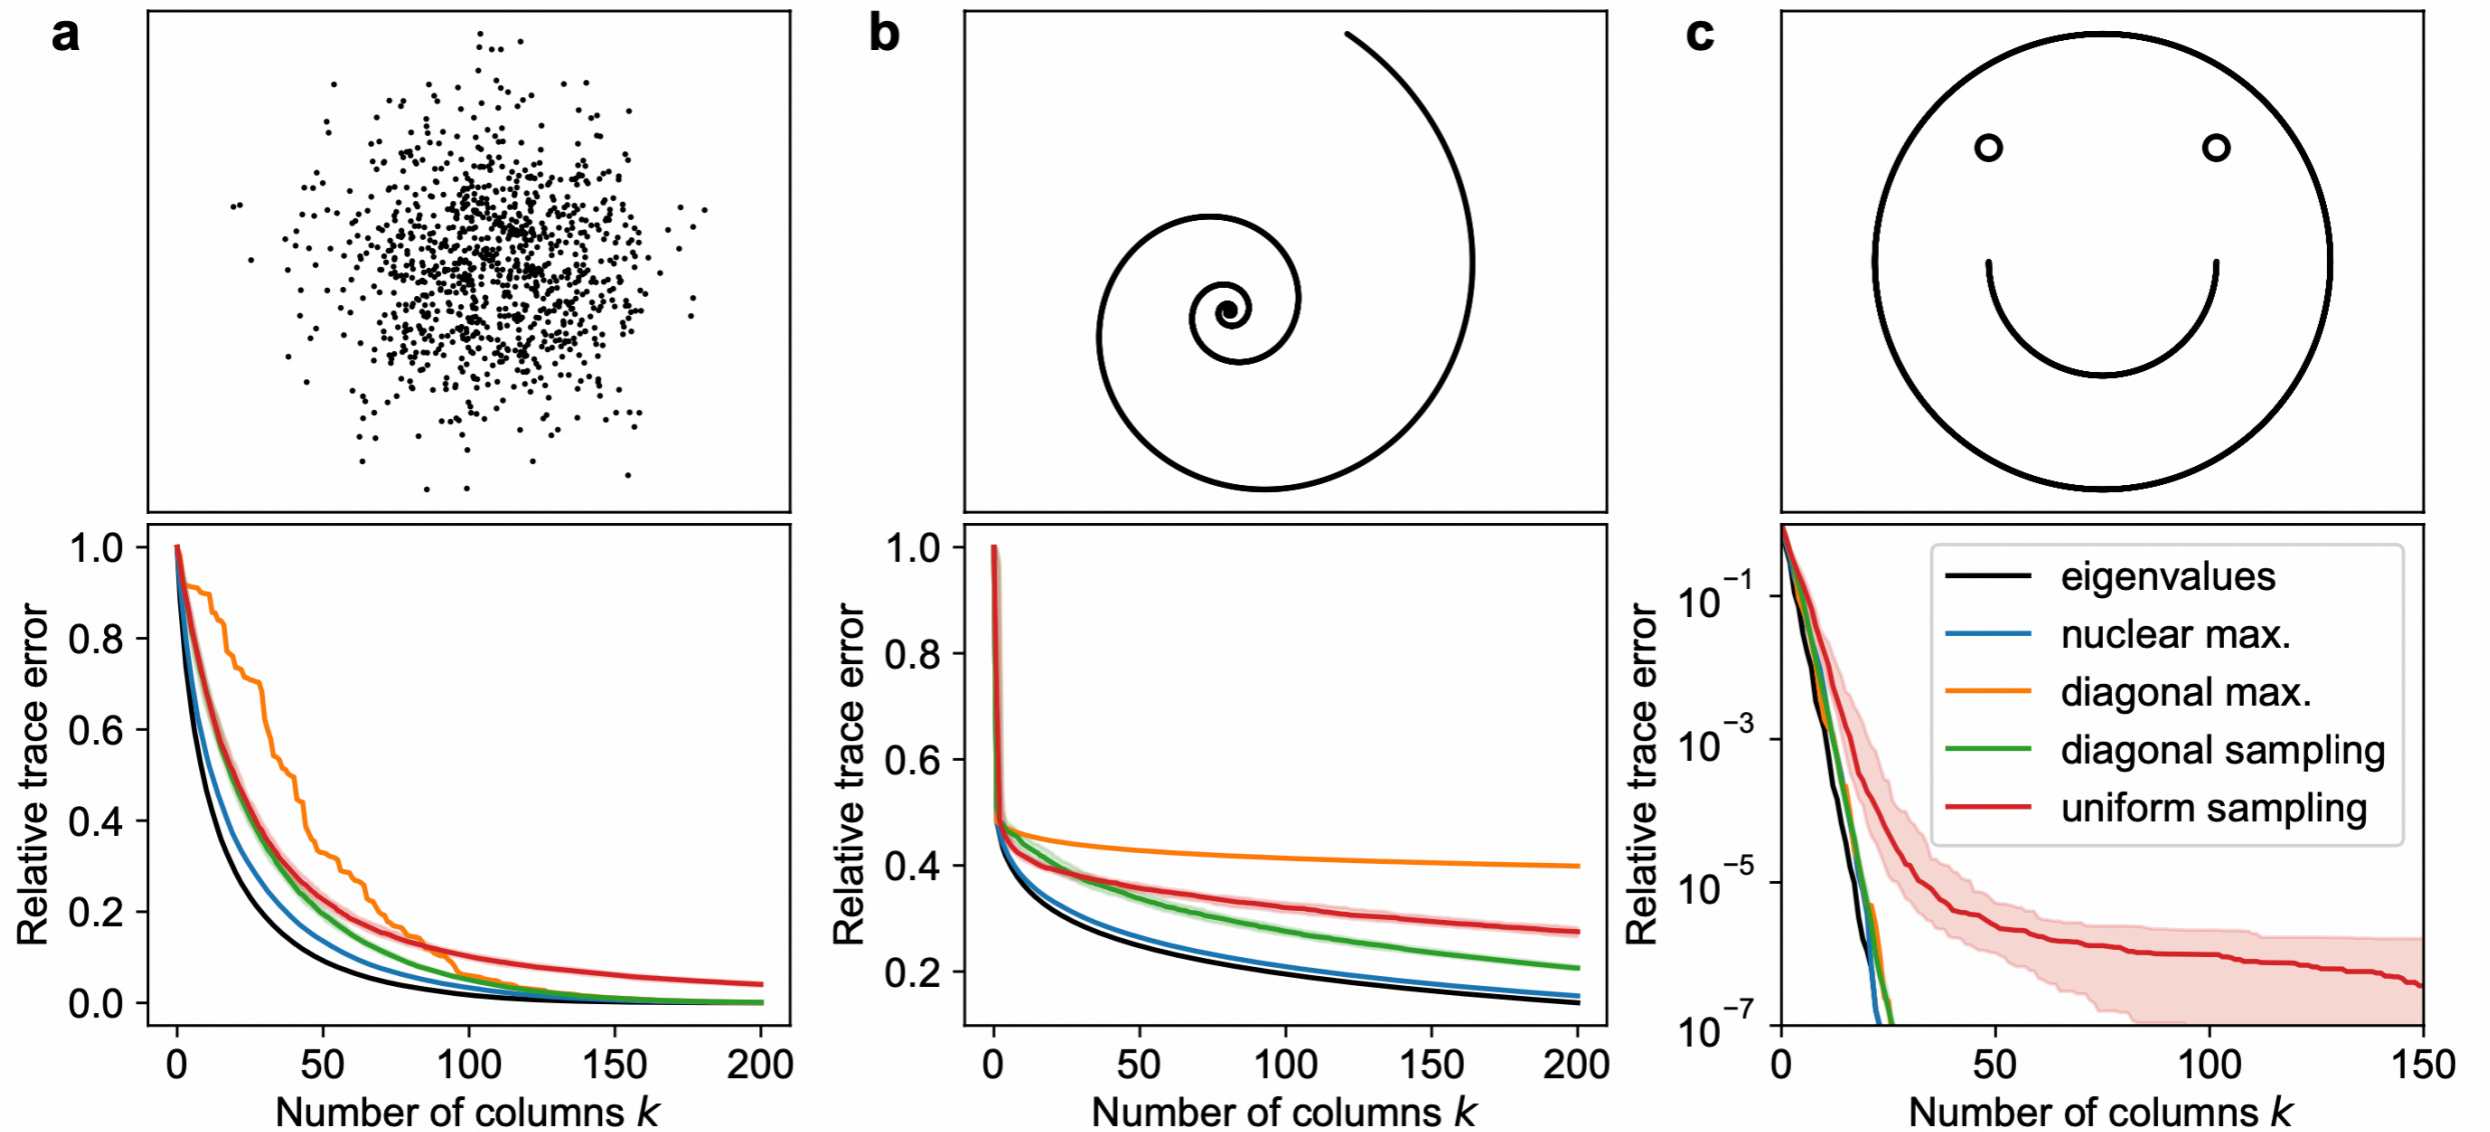 a
b
c
1.0
0.8
0.6
0.4
0.2
0.0
Relative trace error
0
50
100
150
200
Number of columns k
1.0
0.8
0.6
0.4
0.2
Relative trace error
0
50
100
150
200
Number of columns k
10⁻¹
10⁻³
10⁻⁵
10⁻⁷
Relative trace error
eigenvalues
nuclear max.
diagonal max.
diagonal sampling
uniform sampling
0
50
100
150
Number of columns k